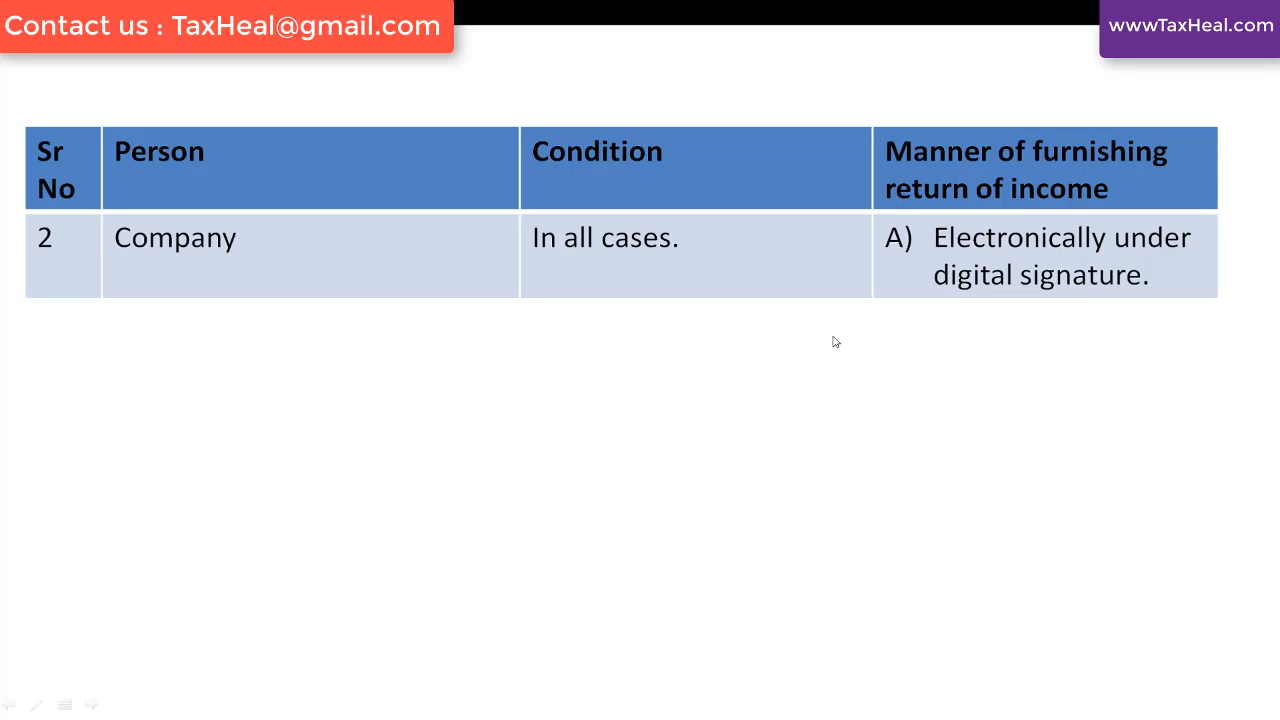 Contact us : TaxHeal@gmail.com
wwwTaxHeal.com
Sr No
Person
Condition
Manner of furnishing
return of income
2
Company
In all cases.
A) Electronically under
digital signature.